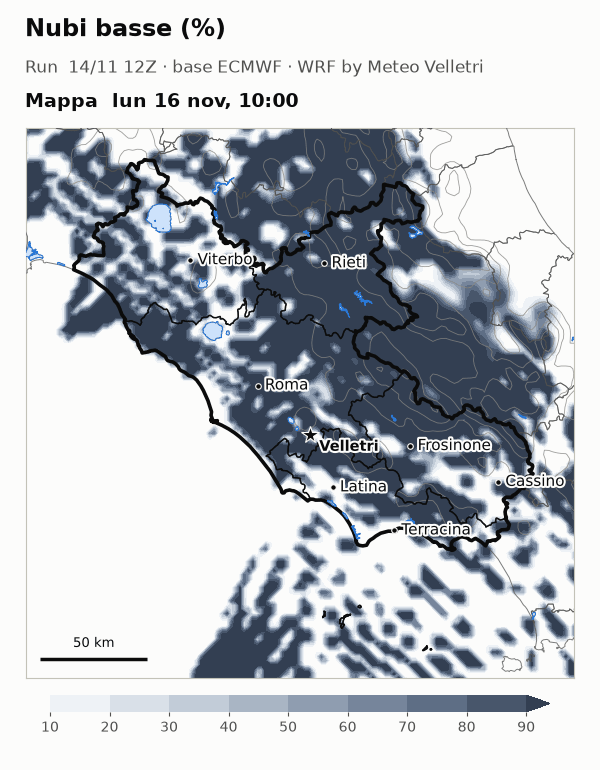 Nubi basse (%)
Run  14/11 12Z · base ECMWF · WRF by Meteo Velletri
Mappa  lun 16 nov, 10:00
Viterbo
Rieti
Roma
Velletri
Frosinone
Latina
Cassino
Terracina
50 km
10 20 30 40 50 60 70 80 90